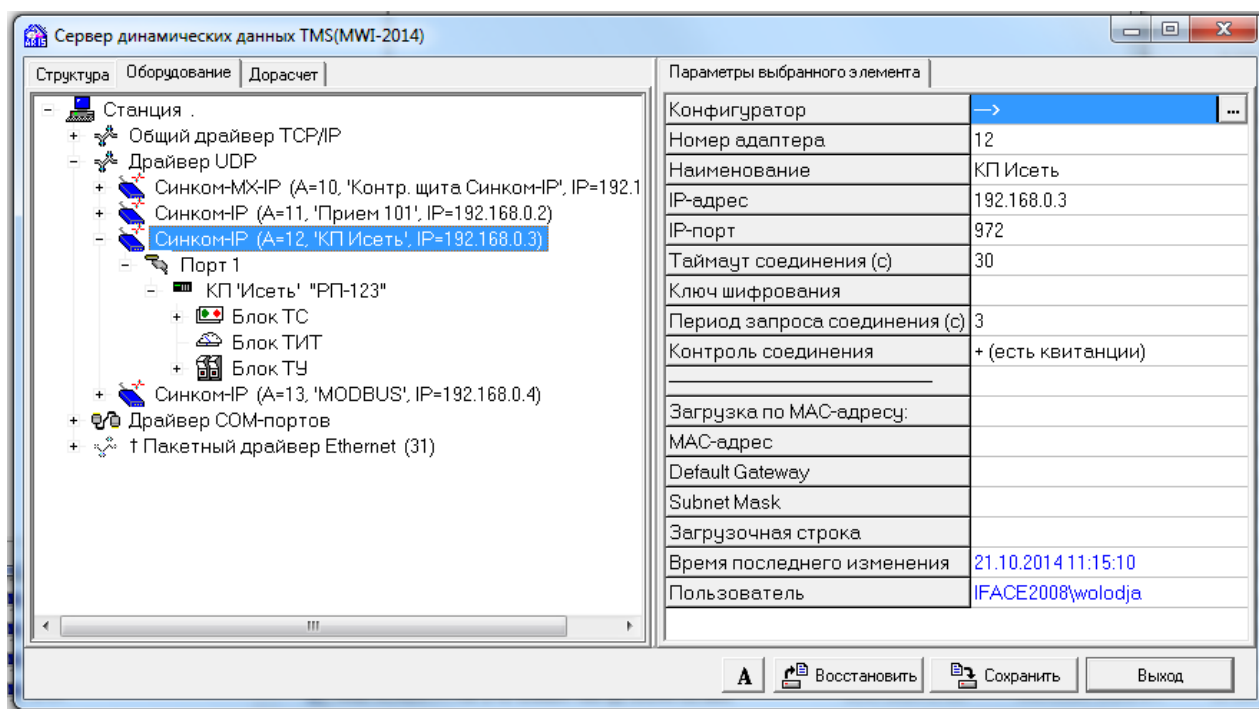 Сервер динамических данных TMS(MWI-2014)
Структура Оборудование Дорасчет
Станция .
Общий драйвер TCP/IP
Драйвер UDP
Синком-MX-IP (A=10, 'Контр. щита Синком-IP', IP=192.1
Синком-IP (A=11, 'Прием 101', IP=192.168.0.2)
Синком-IP (A=12, 'КП Исеть', IP=192.168.0.3)
Порт 1
КП 'Исеть' "РП-123"
Блок ТС
Блок ТИТ
Блок ТУ
Синком-IP (A=13, 'MODBUS', IP=192.168.0.4)
Драйвер COM-портов
† Пакетный драйвер Ethernet (31)
Параметры выбранного элемента
Конфигуратор —> ...
Номер адаптера 12
Наименование КП Исеть
IP-адрес 192.168.0.3
IP-порт 972
Таймаут соединения (с) 30
Ключ шифрования
Период запроса соединения (с) 3
Контроль соединения + (есть квитанции)
Загрузка по MAC-адресу:
MAC-адрес
Default Gateway
Subnet Mask
Загрузочная строка
Время последнего изменения 21.10.2014 11:15:10
Пользователь IFACE2008\wolodja
A Восстановить Сохранить Выход